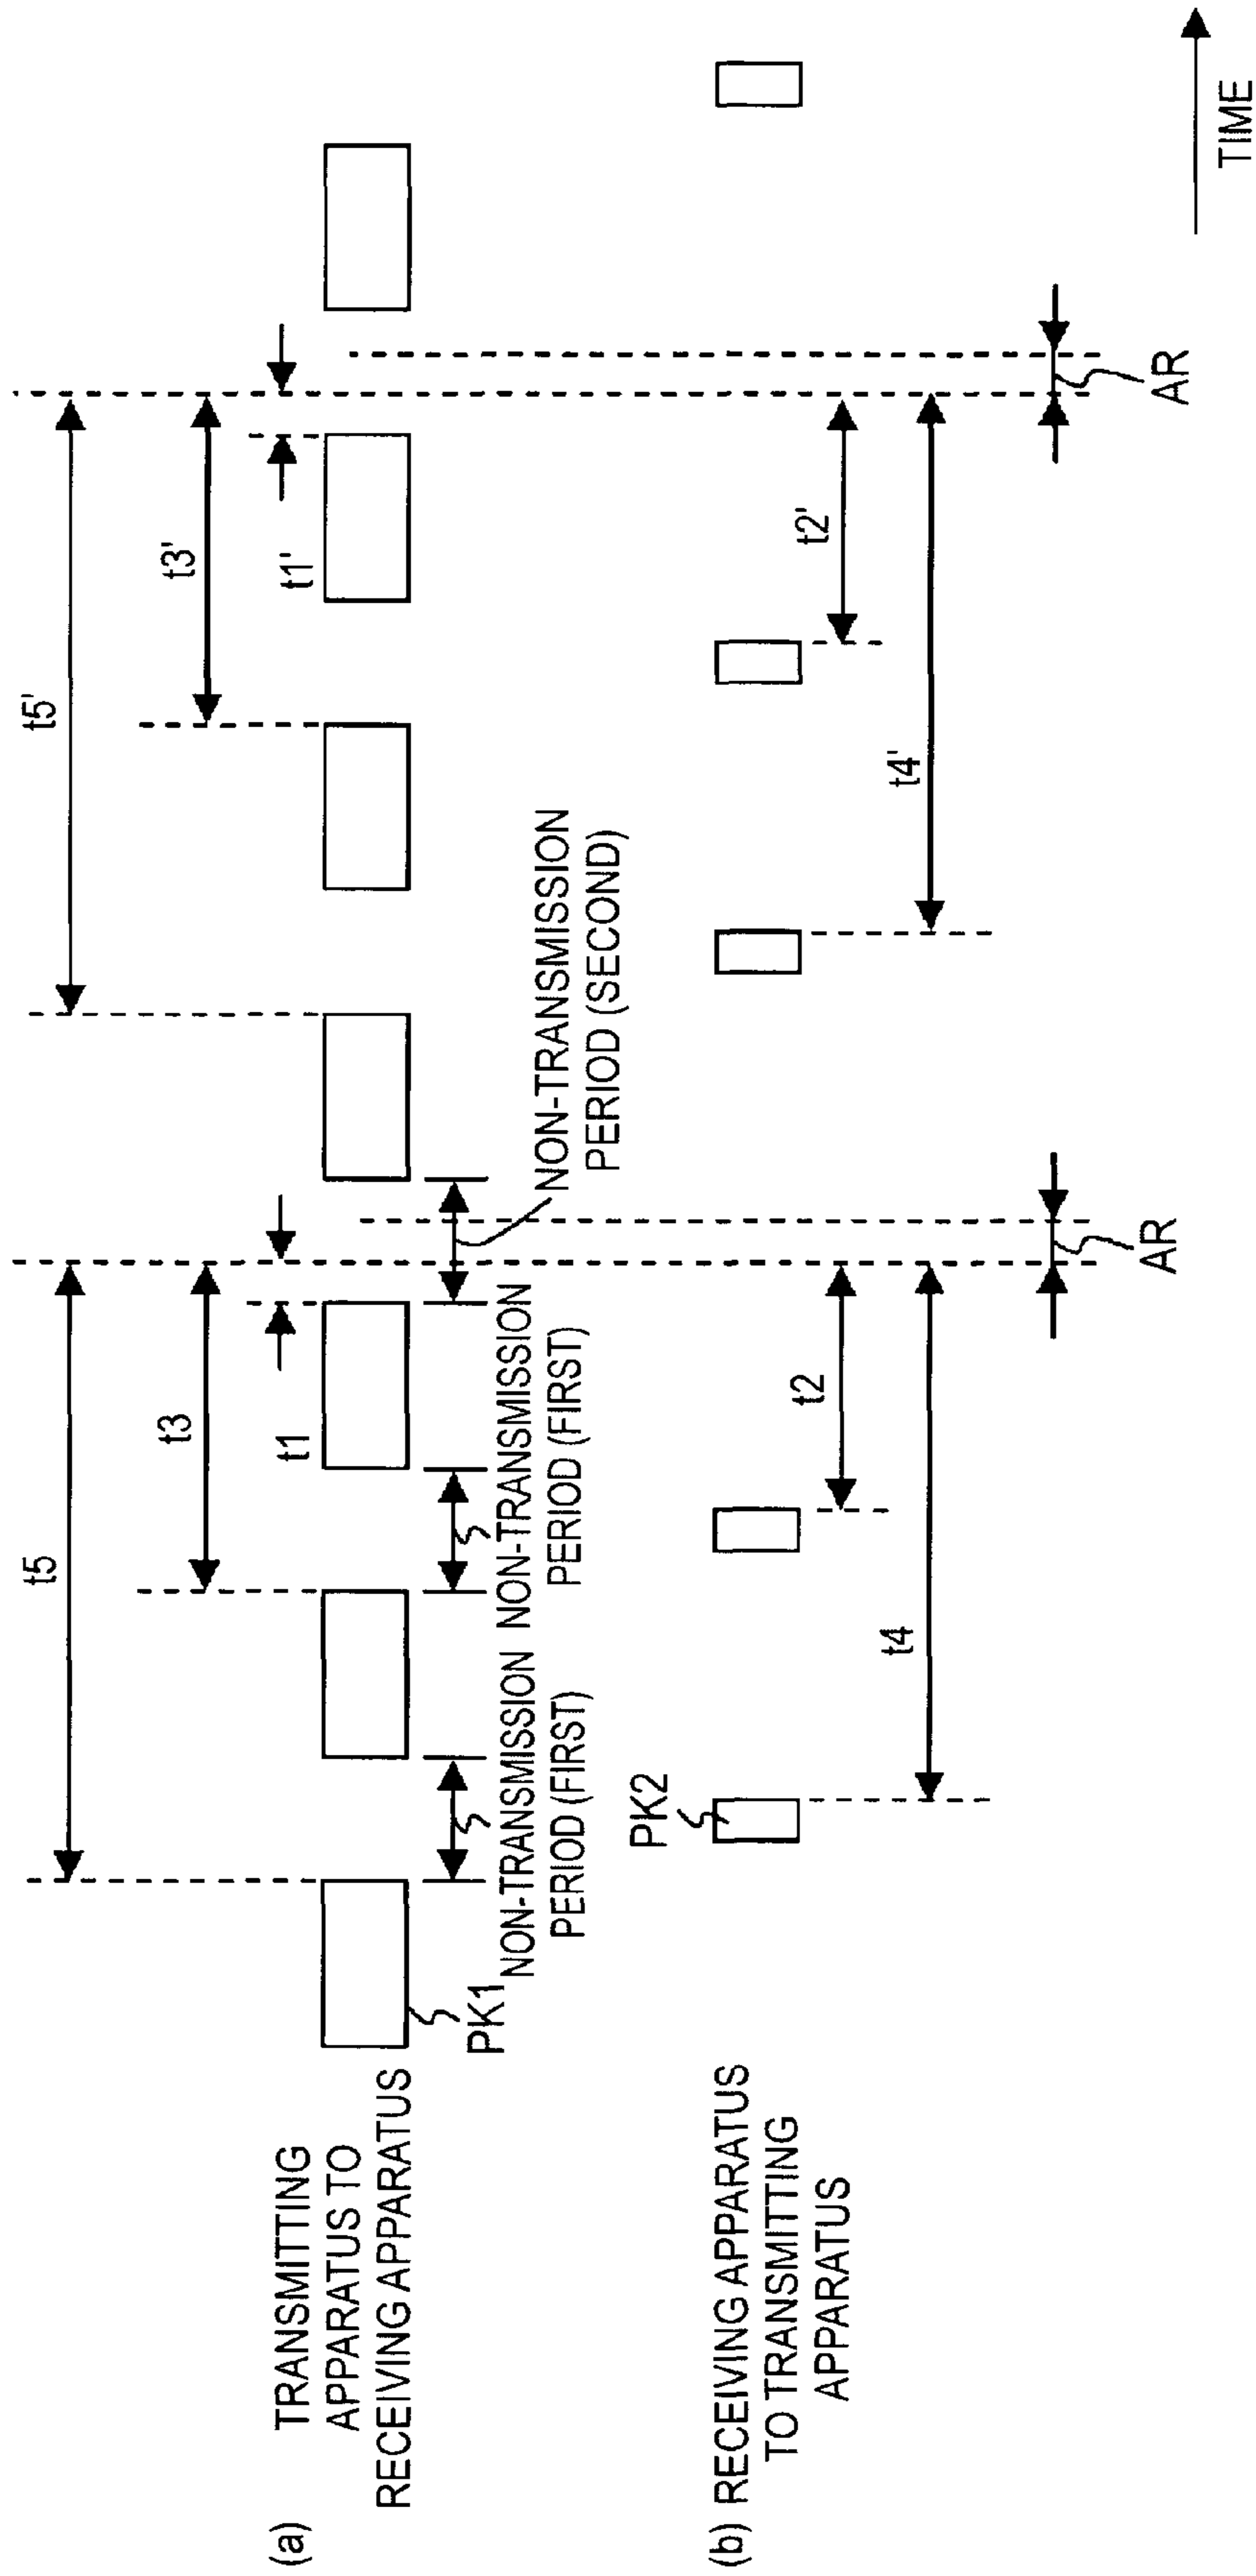 t5
t5'
t3
t3'
t1
t1'
(a) TRANSMITTING
APPARATUS TO
RECEIVING APPARATUS
PK1
NON-TRANSMISSION
PERIOD (FIRST)
NON-TRANSMISSION
PERIOD (FIRST)
NON-TRANSMISSION
PERIOD (SECOND)
(b) RECEIVING APPARATUS
TO TRANSMITTING
APPARATUS
PK2
t2
t2'
t4
t4'
AR
AR
TIME